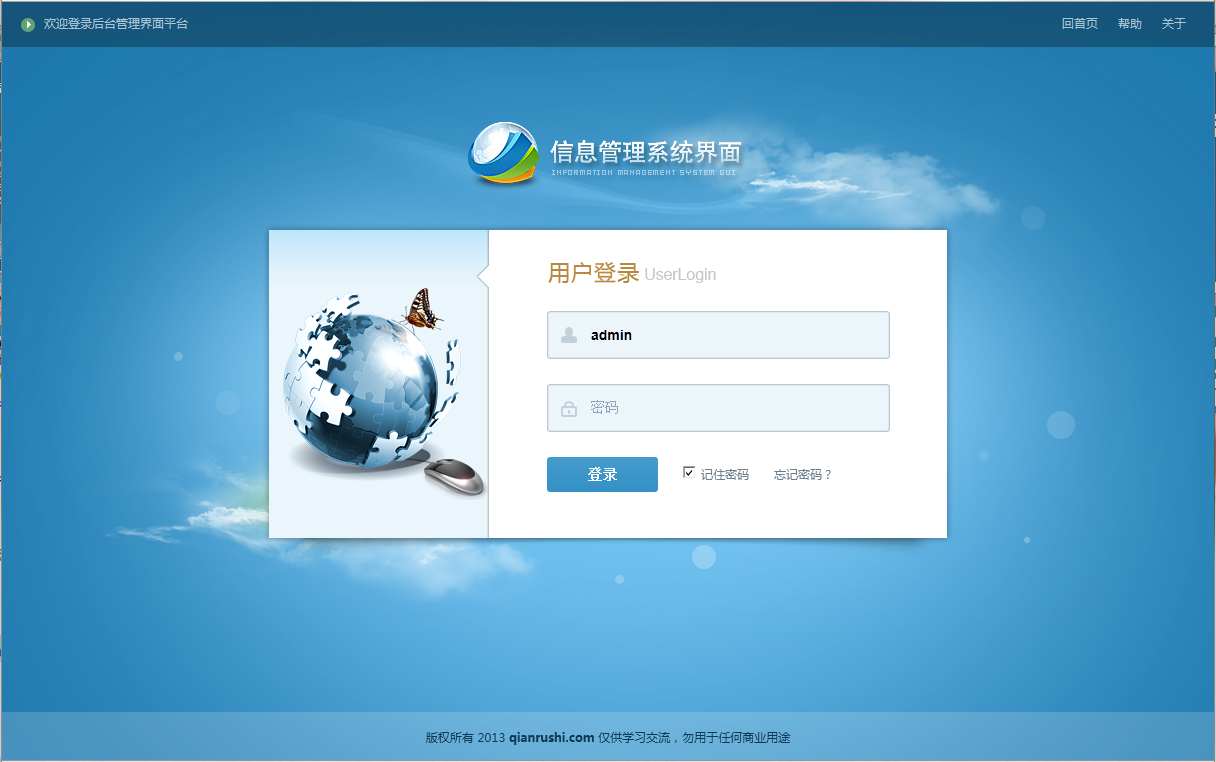 欢迎登录后台管理界面平台
回首页 帮助 关于
信息管理系统界面
INFORMATION MANAGEMENT SYSTEM GUI
用户登录 UserLogin
admin
密码
登录 记住密码 忘记密码？
版权所有 2013 qianrushi.com 仅供学习交流，勿用于任何商业用途